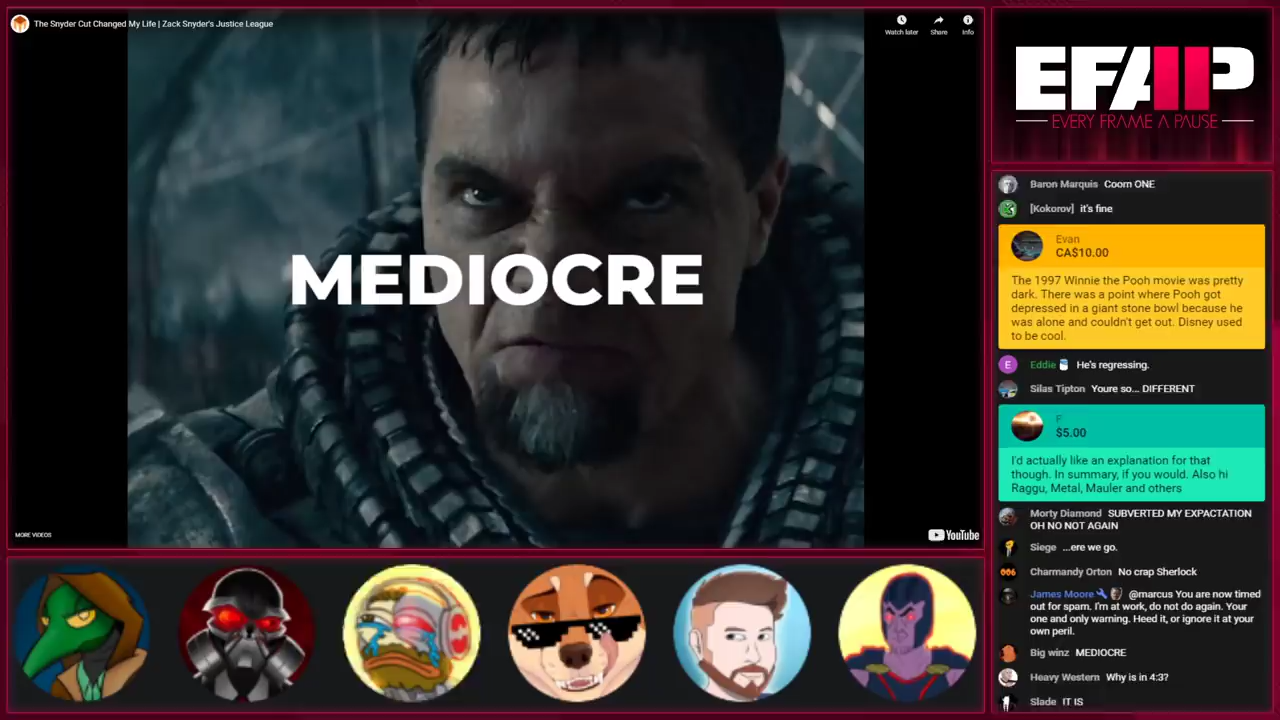 The Snyder Cut Changed My Life | Zack Snyder's Justice League
Watch later
Share
Info
MEDIOCRE
MORE VIDEOS
YouTube
EFAP
EVERY FRAME A PAUSE
Baron Marquis Coom ONE
[Kokorov] it's fine
Evan
CA$10.00
The 1997 Winnie the Pooh movie was pretty
dark. There was a point where Pooh got
depressed in a giant stone bowl because he
was alone and couldn't get out. Disney used
to be cool.
E
Eddie He's regressing.
Silas Tipton Youre so... DIFFERENT
F
$5.00
I'd actually like an explanation for that
though. In summary, if you would. Also hi
Raggu, Metal, Mauler and others
Morty Diamond SUBVERTED MY EXPACTATION
OH NO NOT AGAIN
Siege ...ere we go.
Charmandy Orton No crap Sherlock
James Moore @marcus You are now timed
out for spam. I'm at work, do not do again. Your
one and only warning. Heed it, or ignore it at your
own peril.
Big winz MEDIOCRE
Heavy Western Why is in 4:3?
Slade IT IS